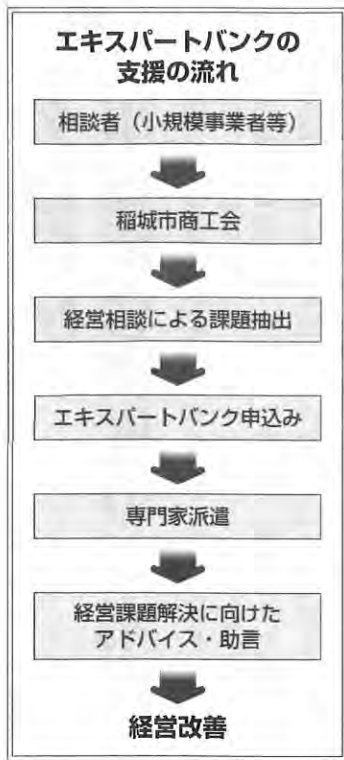 エキスパートバンクの
支援の流れ
相談者（小規模事業者等）
稲城市商工会
経営相談による課題抽出
エキスパートバンク申込み
専門家派遣
経営課題解決に向けた
アドバイス・助言
経営改善